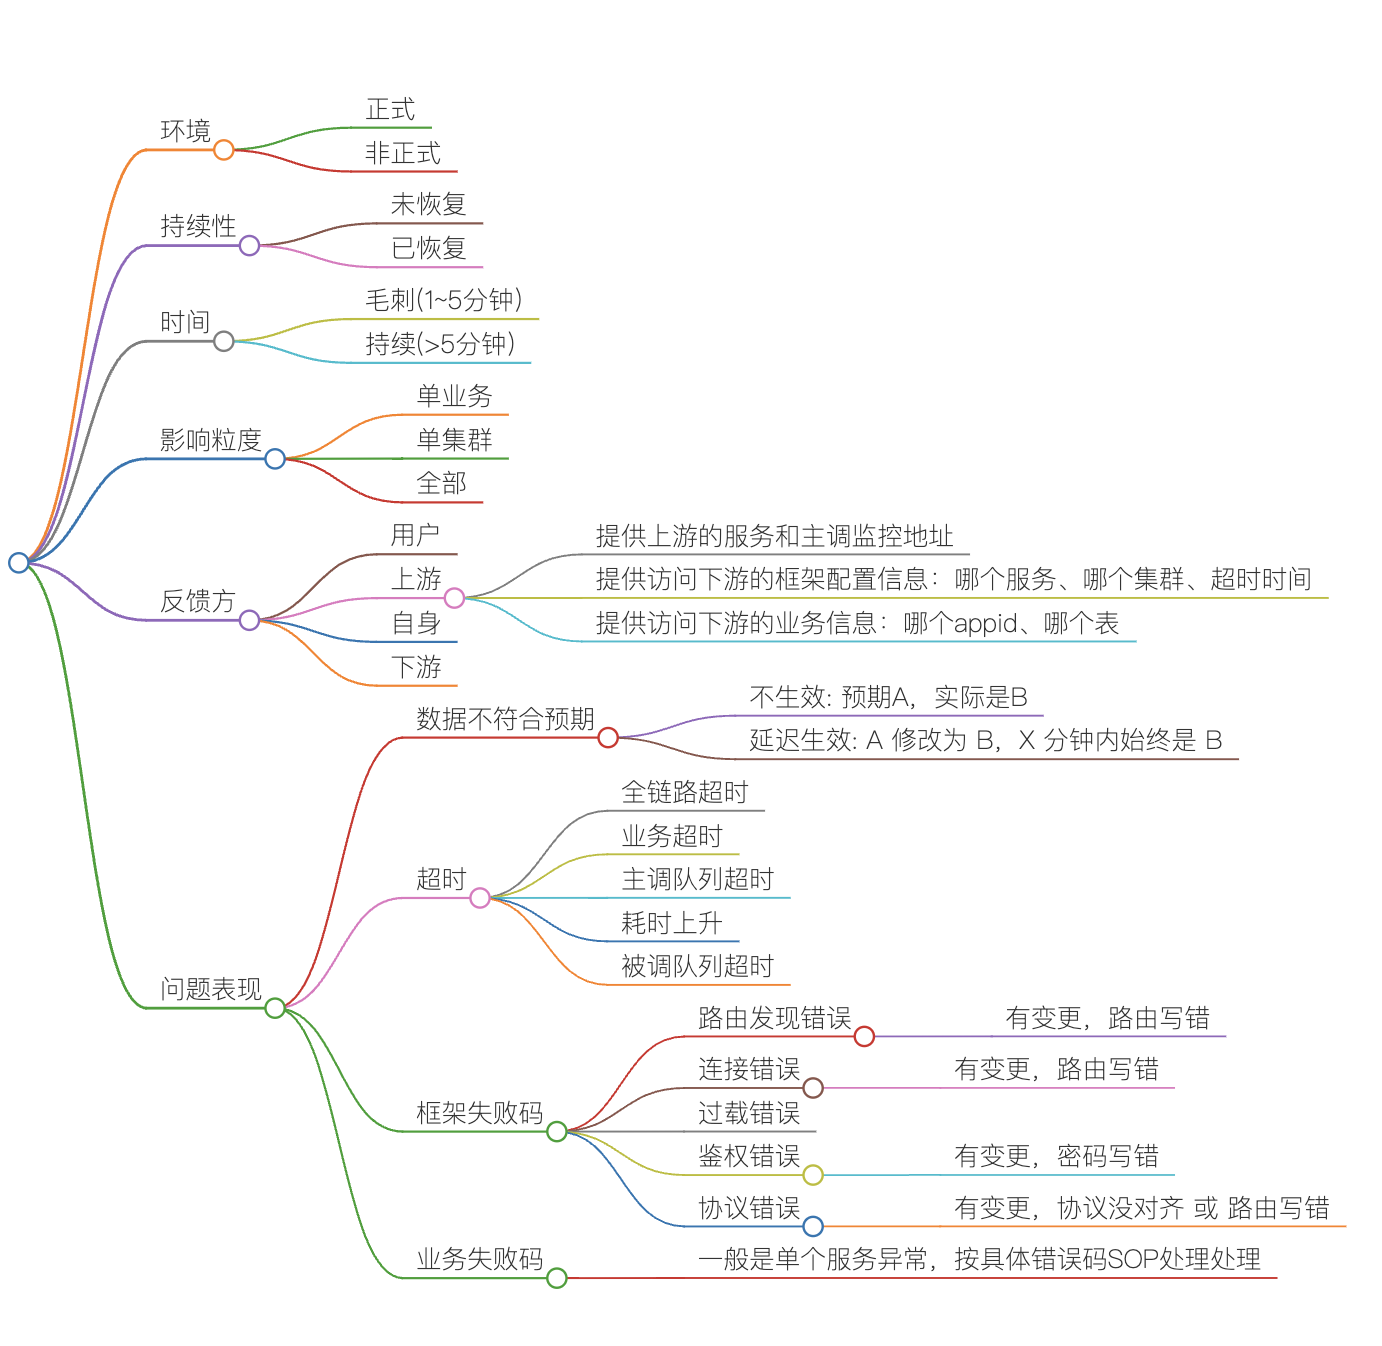 环境
正式
非正式
持续性
未恢复
已恢复
时间
毛刺(1~5分钟)
持续(>5分钟)
影响粒度
单业务
单集群
全部
反馈方
用户
上游
提供上游的服务和主调监控地址
提供访问下游的框架配置信息：哪个服务、哪个集群、超时时间
提供访问下游的业务信息：哪个appid、哪个表
自身
下游
问题表现
数据不符合预期
不生效: 预期A，实际是B
延迟生效: A 修改为 B，X 分钟内始终是 B
超时
全链路超时
业务超时
主调队列超时
耗时上升
被调队列超时
框架失败码
路由发现错误
有变更，路由写错
连接错误
有变更，路由写错
过载错误
鉴权错误
有变更，密码写错
协议错误
有变更，协议没对齐 或 路由写错
业务失败码
一般是单个服务异常，按具体错误码SOP处理处理